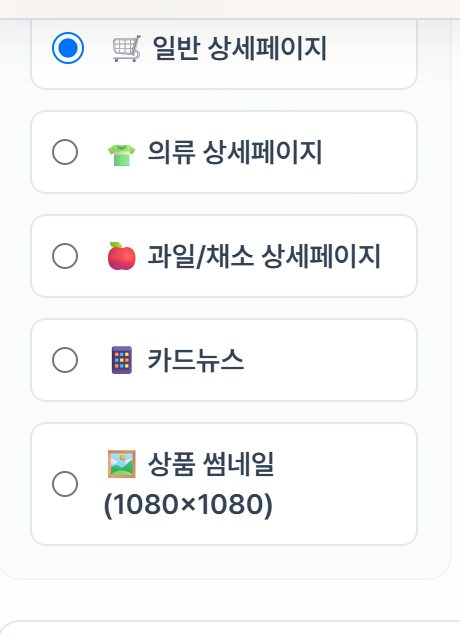 일반 상세페이지
의류 상세페이지
과일/채소 상세페이지
카드뉴스
상품 썸네일
(1080×1080)